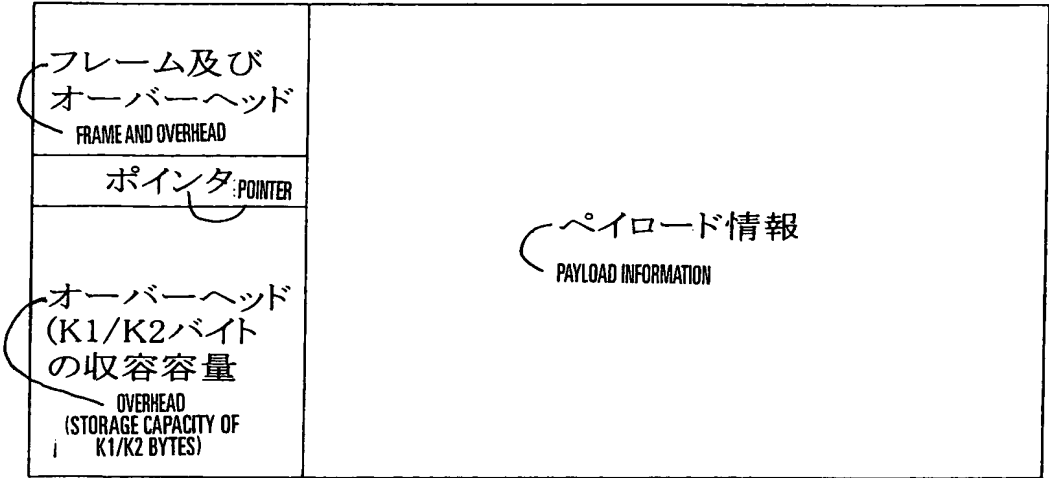 フレーム及び
オーバーヘッド
FRAME AND OVERHEAD
ポインタ:POINTER
オーバーヘッド
(K1/K2バイト
の収容容量
OVERHEAD
(STORAGE CAPACITY OF
K1/K2 BYTES)
ペイロード情報
PAYLOAD INFORMATION